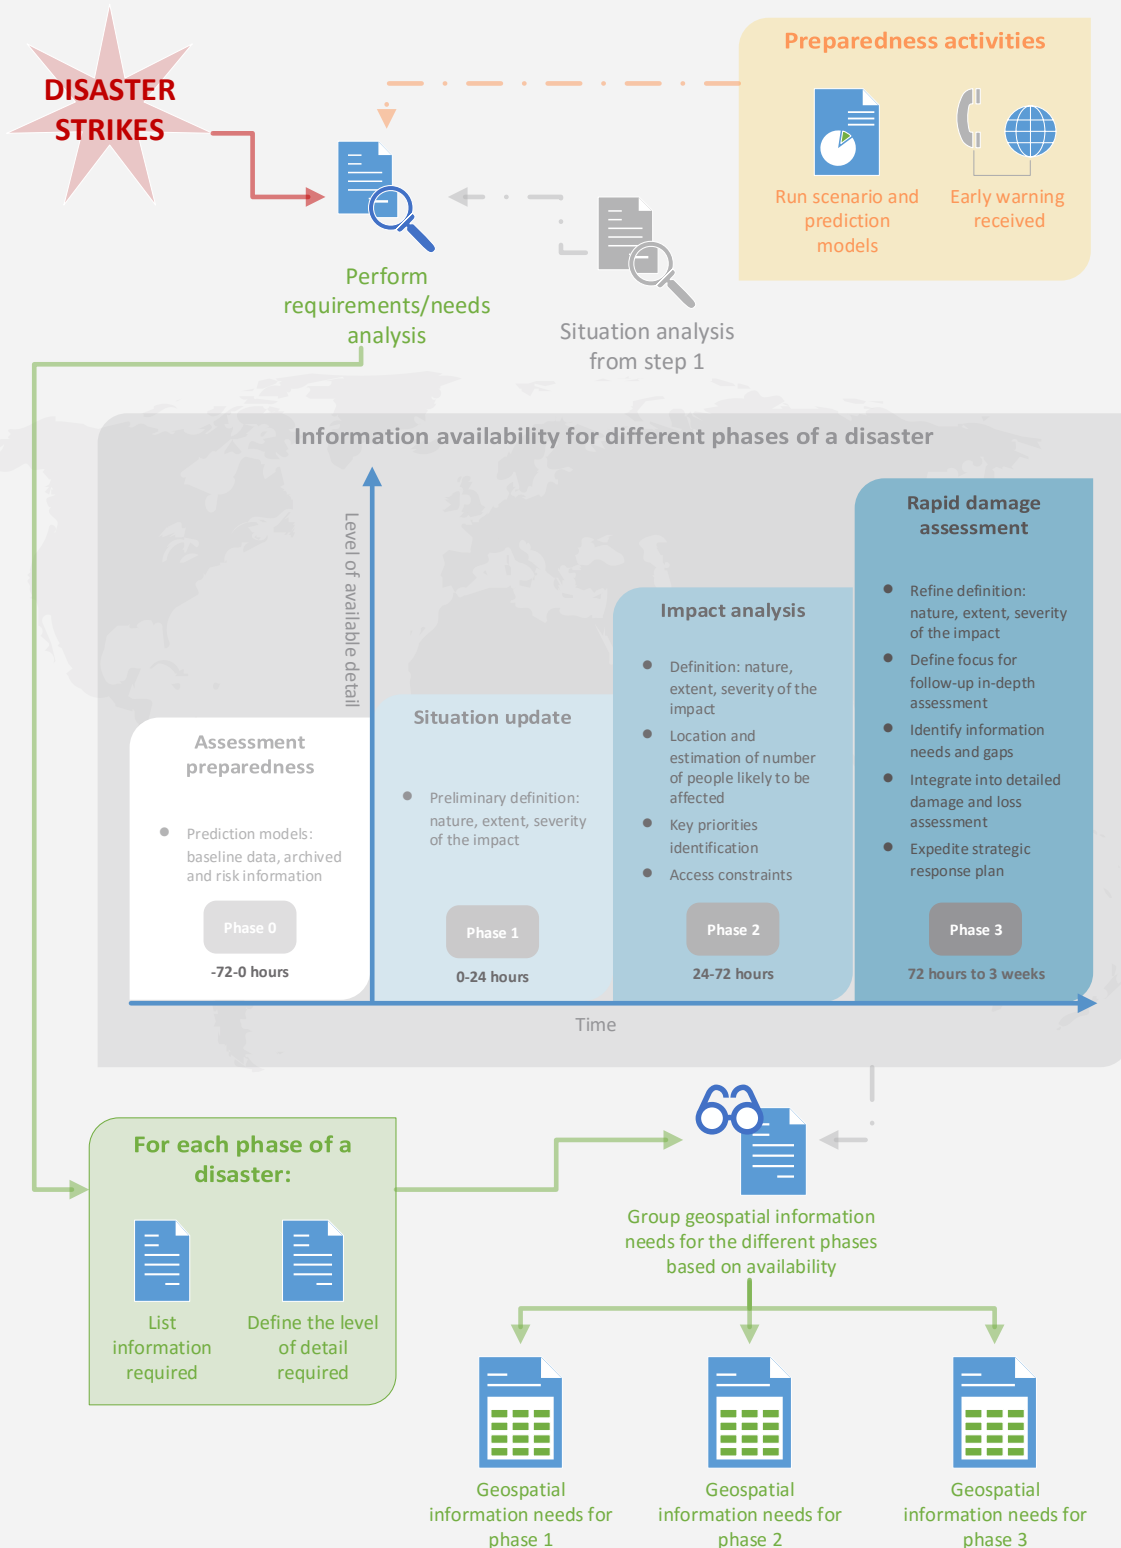 DISASTER
STRIKES
Preparedness activities
Run scenario and
prediction
models
Early warning
received
Perform
requirements/needs
analysis
Situation analysis
from step 1
Information availability for different phases of a disaster
Level of available detail
Assessment
preparedness
Prediction models:
baseline data, archived
and risk information
Phase 0
-72-0 hours
Situation update
Preliminary definition:
nature, extent, severity
of the impact
Phase 1
0-24 hours
Impact analysis
Definition: nature,
extent, severity of the
impact
Location and
estimation of number
of people likely to be
affected
Key priorities
identification
Access constraints
Phase 2
24-72 hours
Rapid damage
assessment
Refine definition:
nature, extent, severity
of the impact
Define focus for
follow-up in-depth
assessment
Identify information
needs and gaps
Integrate into detailed
damage and loss
assessment
Expedite strategic
response plan
Phase 3
72 hours to 3 weeks
Time
For each phase of a
disaster:
List
information
required
Define the level
of detail
required
Group geospatial information
needs for the different phases
based on availability
Geospatial
information needs for
phase 1
Geospatial
information needs for
phase 2
Geospatial
information needs for
phase 3